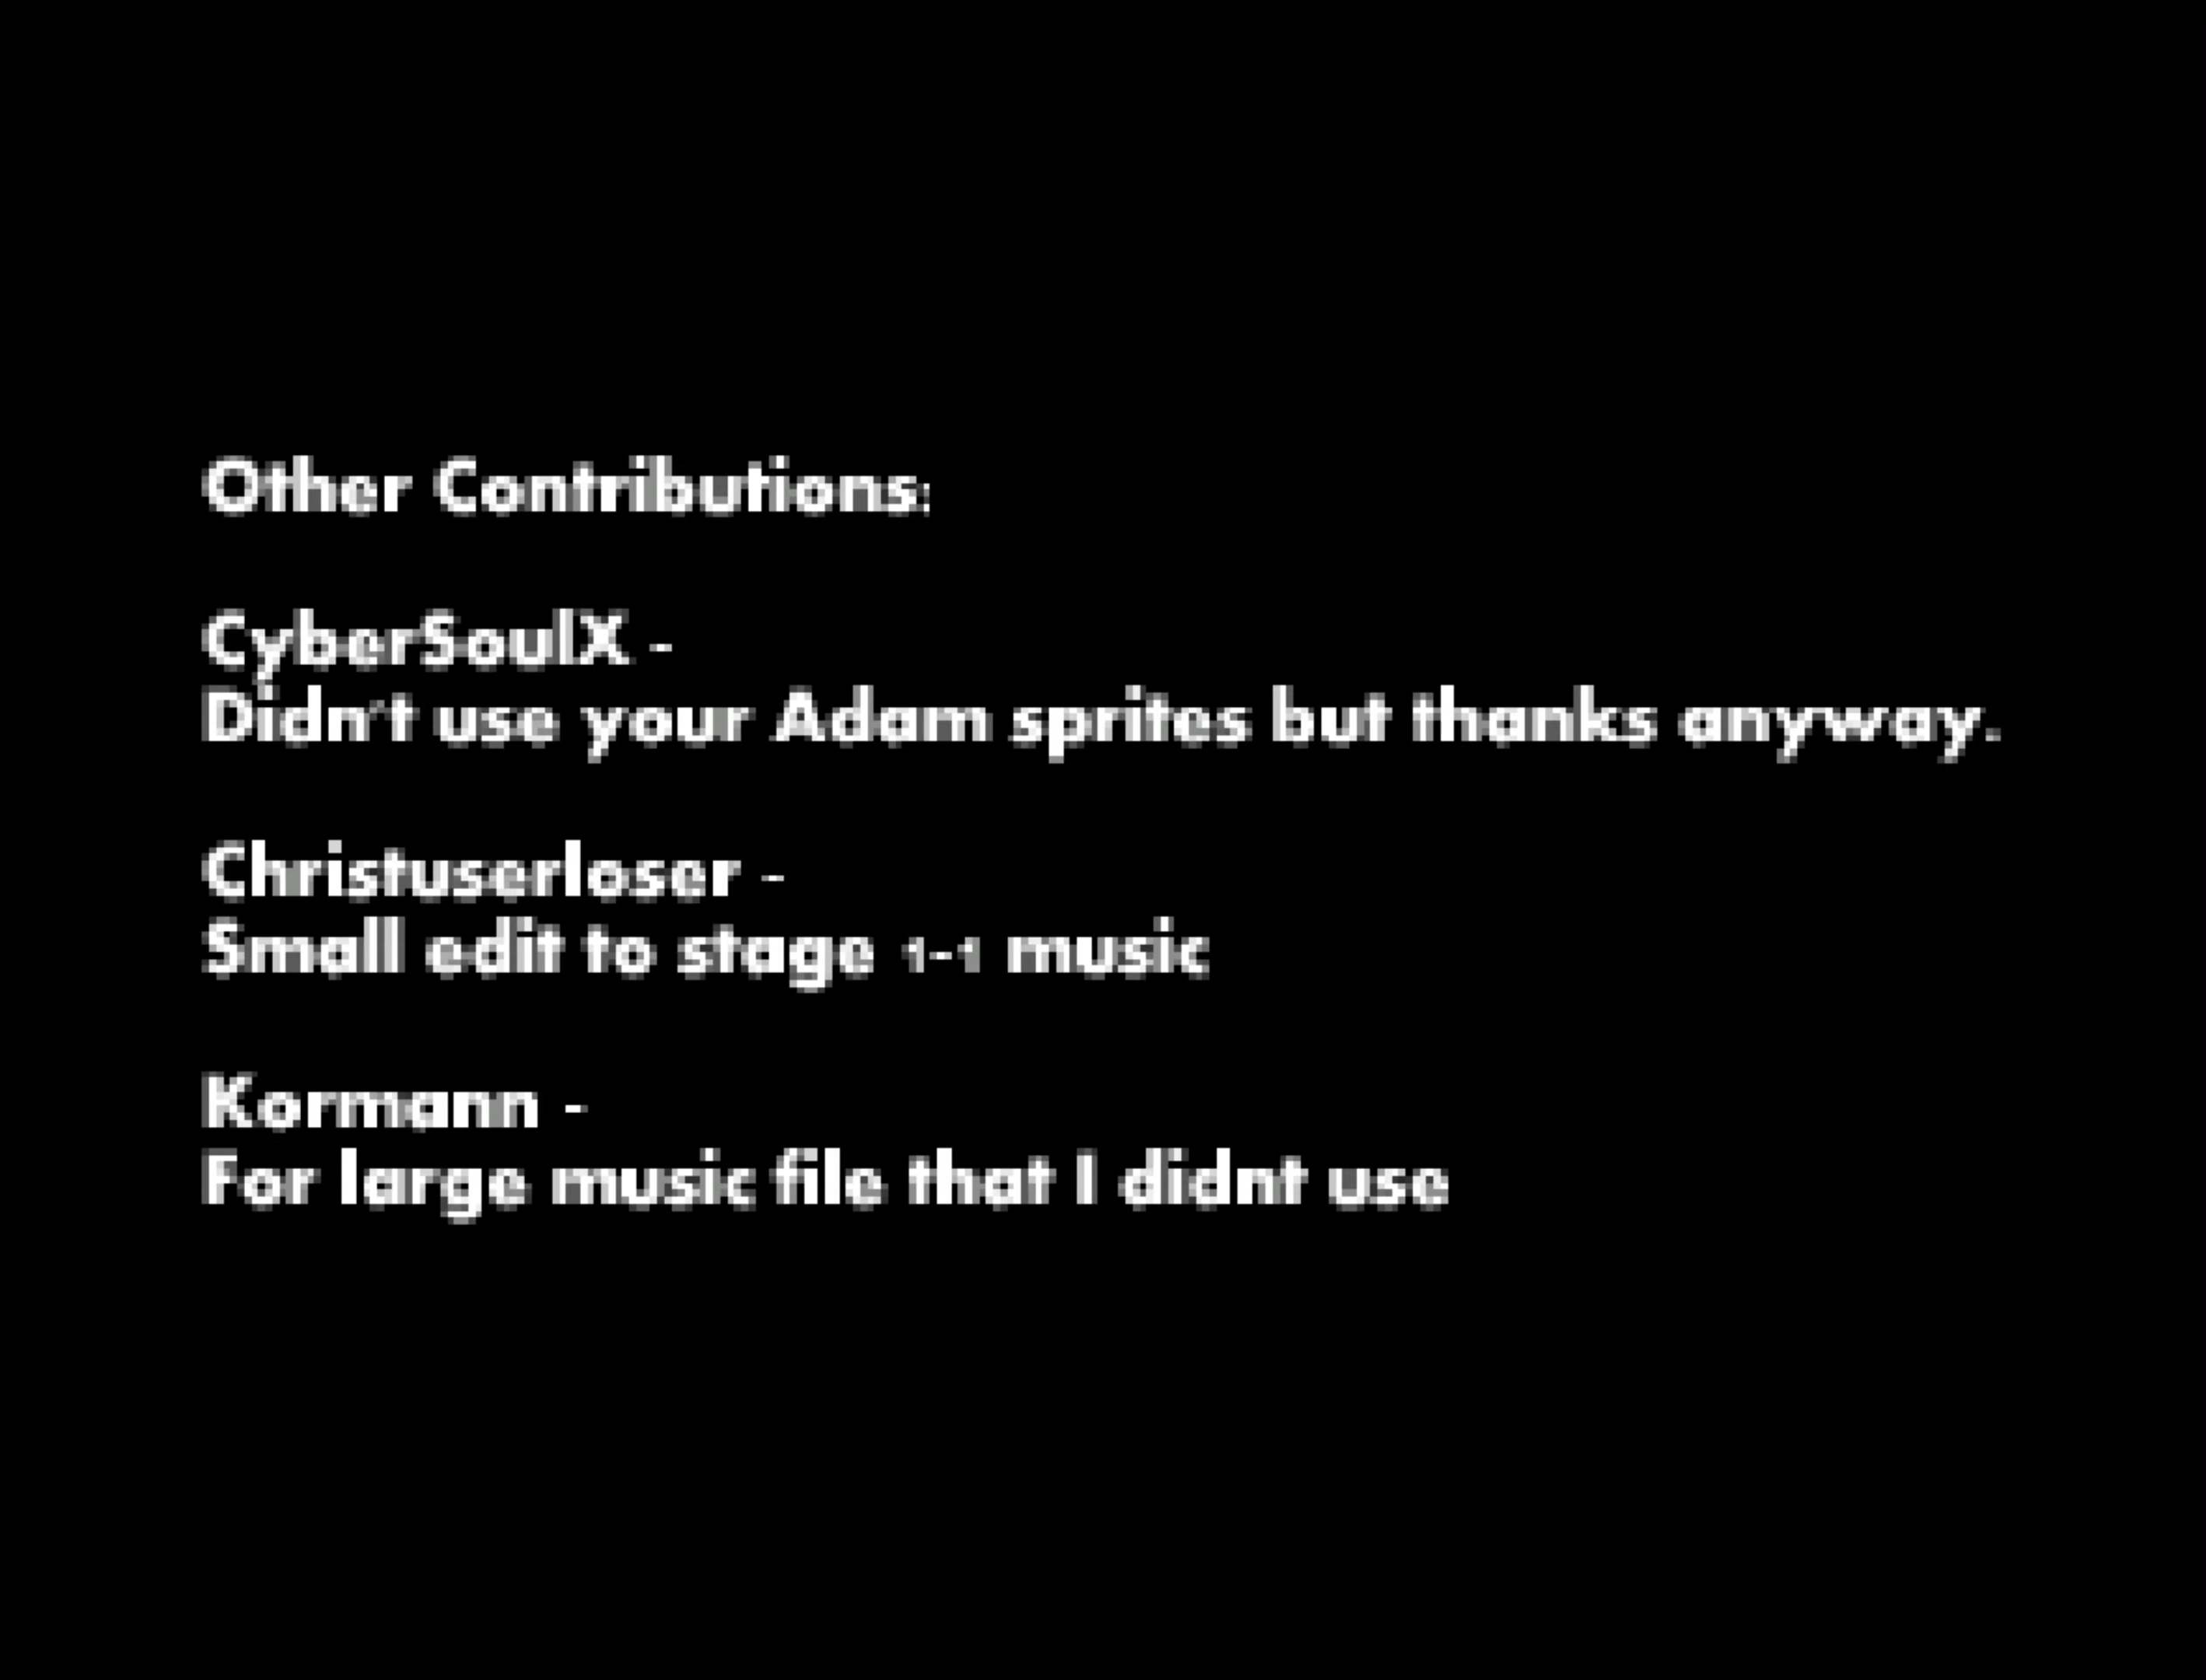 Other Contributions:
CyberSoulX -
Didn't use your Adam sprites but thanks anyway.
Christuserloser -
Small edit to stage 1-1 music
Kormann -
For large music file that I didnt use